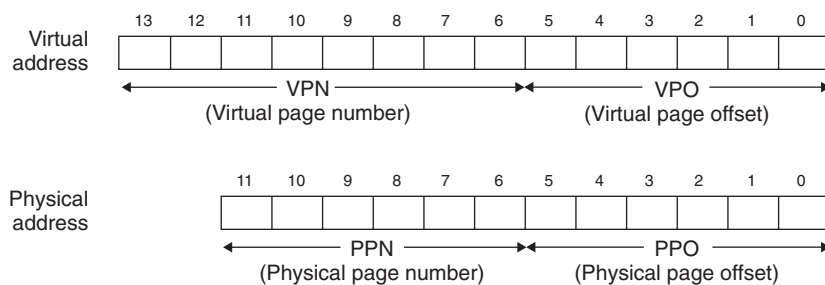 13 12 11 10 9 8 7 6 5 4 3 2 1 0
Virtual address
VPN VPO
(Virtual page number) (Virtual page offset)
11 10 9 8 7 6 5 4 3 2 1 0
Physical address
PPN PPO
(Physical page number) (Physical page offset)